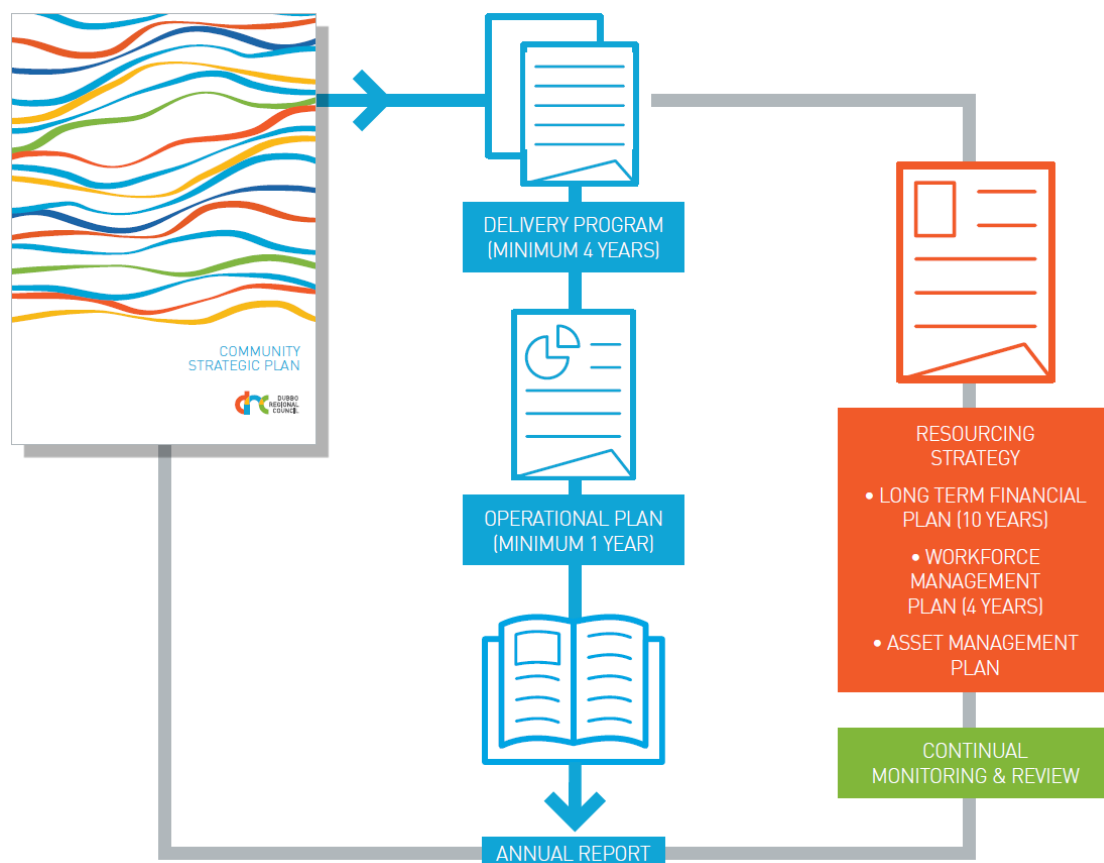 COMMUNITY
STRATEGIC PLAN
drc
DUBBO
REGIONAL
COUNCIL
DELIVERY PROGRAM
(MINIMUM 4 YEARS)
OPERATIONAL PLAN
(MINIMUM 1 YEAR)
ANNUAL REPORT
RESOURCING
STRATEGY
• LONG TERM FINANCIAL
PLAN (10 YEARS)
• WORKFORCE
MANAGEMENT
PLAN (4 YEARS)
• ASSET MANAGEMENT
PLAN
CONTINUAL
MONITORING & REVIEW